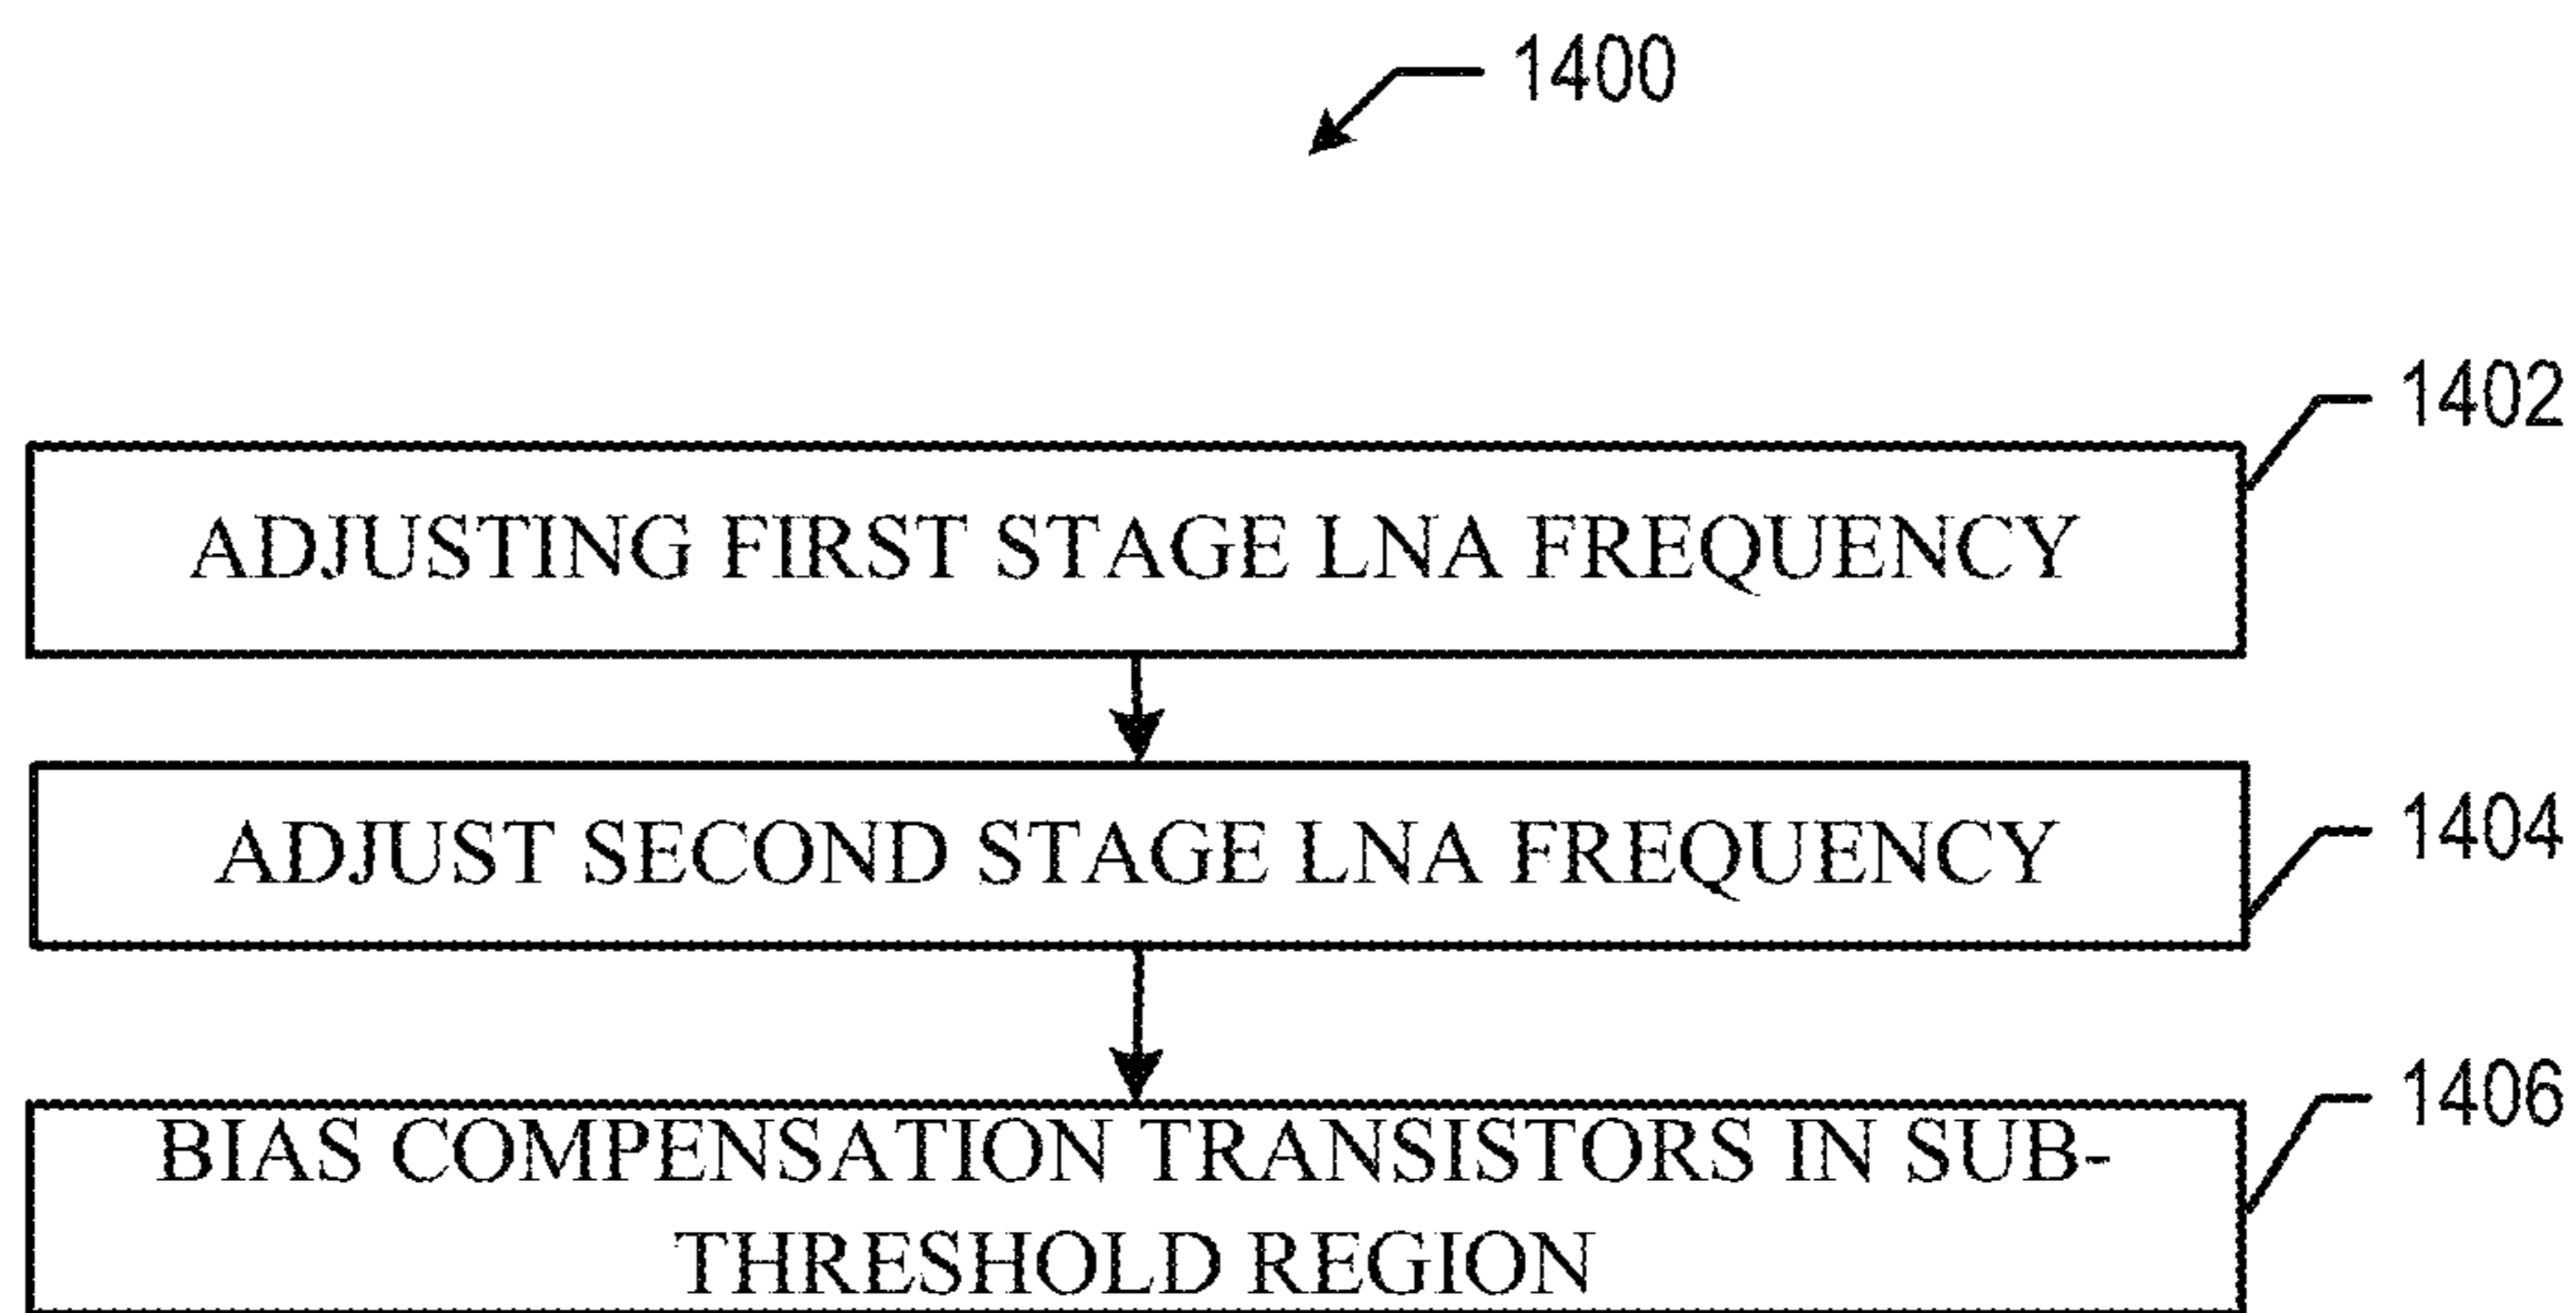 1400
1402
ADJUSTING FIRST STAGE LNA FREQUENCY
ADJUST SECOND STAGE LNA FREQUENCY
1404
BIAS COMPENSATION TRANSISTORS IN SUB-
THRESHOLD REGION
1406